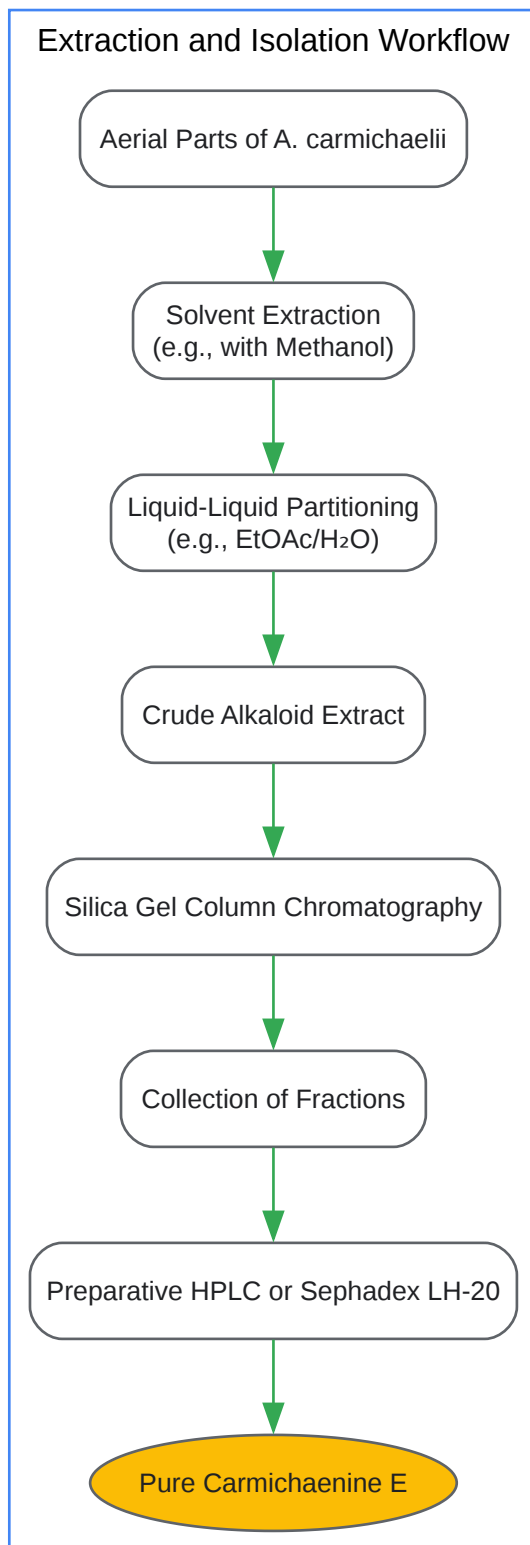 Extraction and Isolation Workflow
Aerial Parts of A. carmichaelii
Solvent Extraction
(e.g., with Methanol)
Liquid-Liquid Partitioning
(e.g., EtOAc/H₂O)
Crude Alkaloid Extract
Silica Gel Column Chromatography
Collection of Fractions
Preparative HPLC or Sephadex LH-20
Pure Carmichaenine E